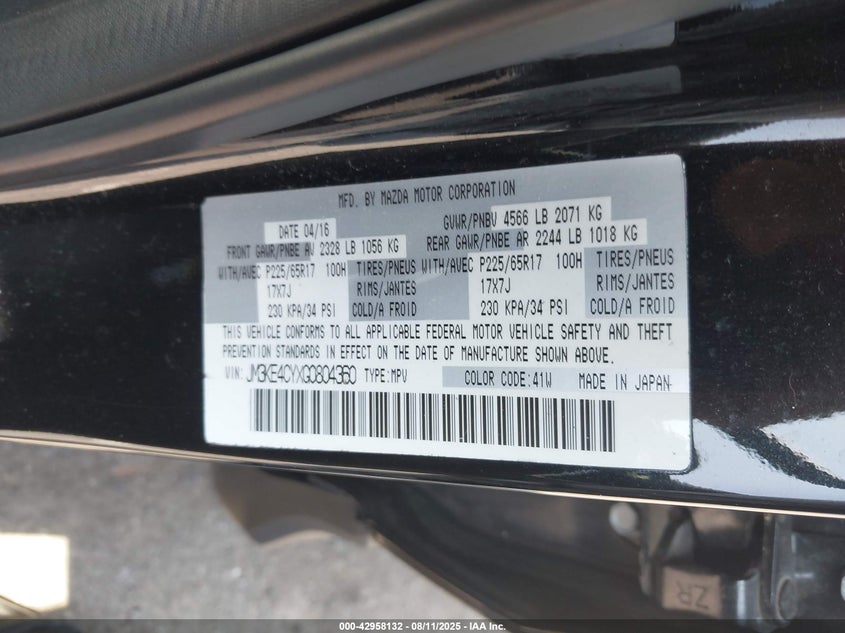 MFD. BY MAZDA MOTOR CORPORATION
DATE 04/16 GVWR/PNBV 4566 LB 2071 KG
FRONT GAWR/PNBE AV 2328 LB 1056 KG REAR GAWR/PNBE AR 2244 LB 1018 KG
WITH/AVEC P225/65R17 100H TIRES/PNEUS WITH/AVEC P225/65R17 100H TIRES/PNEUS
17X7J RIMS/JANTES 17X7J RIMS/JANTES
230 KPA/34 PSI COLD/A FROID 230 KPA/34 PSI COLD/A FROID
THIS VEHICLE CONFORMS TO ALL APPLICABLE FEDERAL MOTOR VEHICLE SAFETY AND THEFT
PREVENTION STANDARDS IN EFFECT ON THE DATE OF MANUFACTURE SHOWN ABOVE.
VIN: JM3KE4CYXG0804360 TYPE:MPV COLOR CODE:41W MADE IN JAPAN
ZR
000-42958132 - 08/11/2025 - IAA Inc.